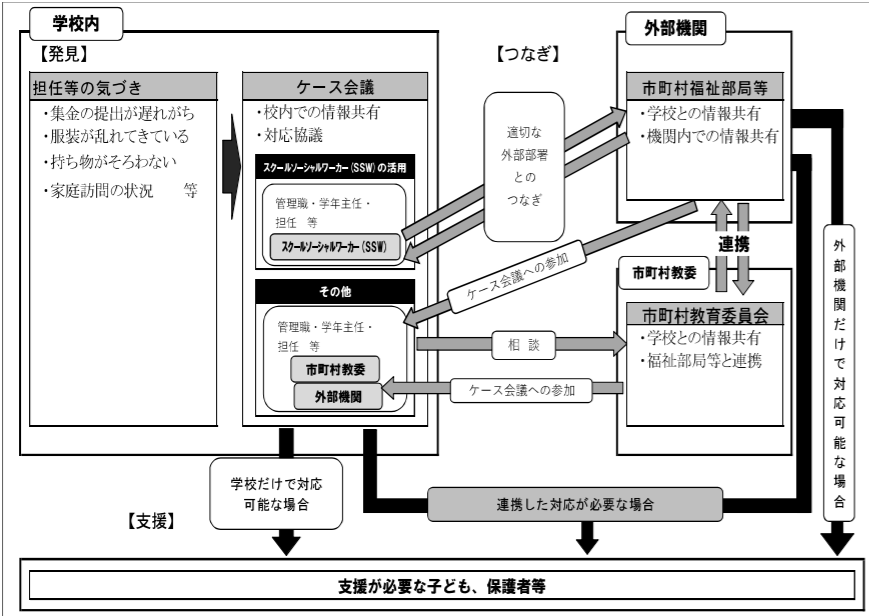 学校内
【発見】
担任等の気づき
・集金の提出が遅れがち
・服装が乱れてきている
・持ち物がそろわない
・家庭訪問の状況　等
ケース会議
・校内での情報共有
・対応協議
スクールソーシャルワーカー(SSW)の活用
管理職・学年主任・
担任　等
スクールソーシャルワーカー(SSW)
その他
管理職・学年主任・
担任　等
市町村教委
外部機関
【つなぎ】
適切な
外部部署
との
つなぎ
ケース会議への参加
相 談
ケース会議への参加
外部機関
市町村福祉部局等
・学校との情報共有
・機関内での情報共有
連携
市町村教委
市町村教育委員会
・学校との情報共有
・福祉部局等と連携
外部機関だけで対応可能な場合
【支援】
学校だけで対応
可能な場合
連携した対応が必要な場合
支援が必要な子ども、保護者等